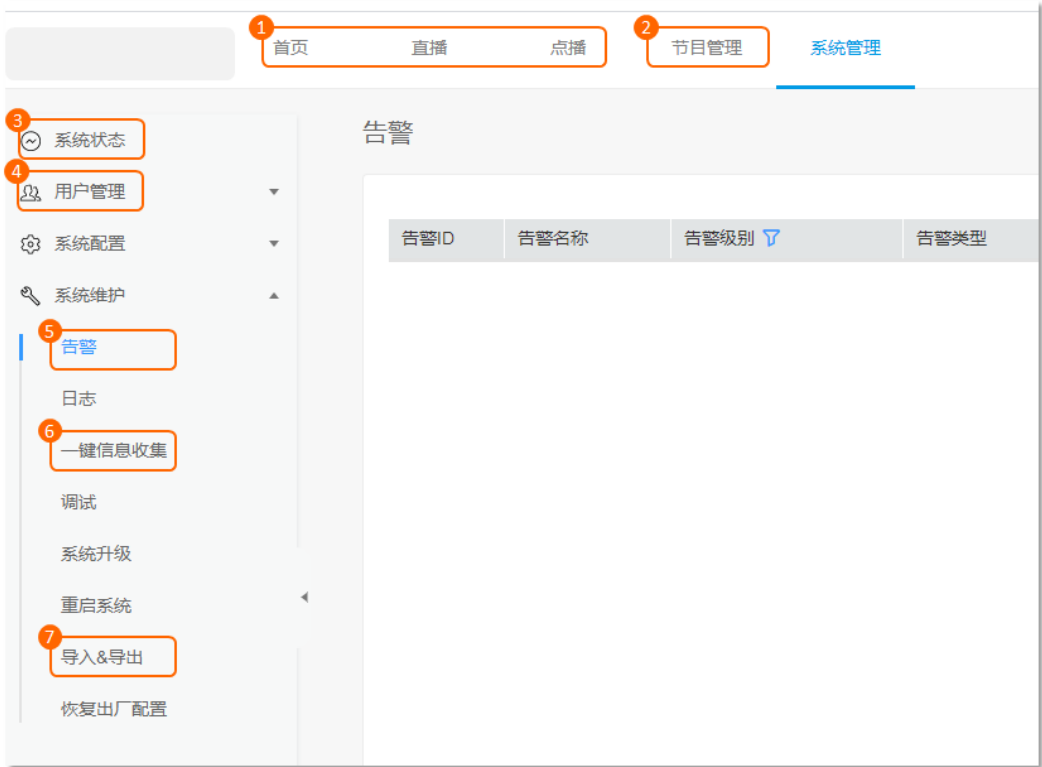 1 2
首页 直播 点播 节目管理 系统管理
3
系统状态
告警
4
用户管理
系统配置
告警ID 告警名称 告警级别 告警类型
系统维护
5
告警
日志
6
一键信息收集
调试
系统升级
重启系统
7
导入&导出
恢复出厂配置